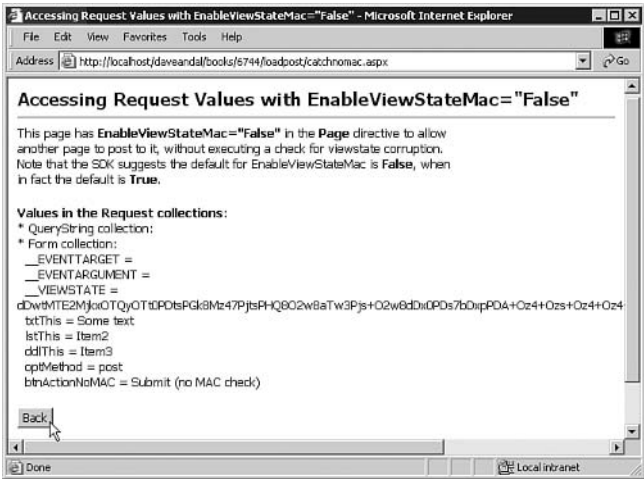 Accessing Request Values with EnableViewStateMac="False" - Microsoft Internet Explorer
File Edit View Favorites Tools Help
Address http://localhost/daveandal/books/6744/loadpost/catchnomac.aspx Go
Accessing Request Values with EnableViewStateMac="False"
This page has EnableViewStateMac="False" in the Page directive to allow
another page to post to it, without executing a check for viewstate corruption.
Note that the SDK suggests the default for EnableViewStateMac is False, when
in fact the default is True.
Values in the Request collections:
* QueryString collection:
* Form collection:
__EVENTTARGET =
__EVENTARGUMENT =
__VIEWSTATE =
txtThis = Some text
lstThis = Item2
ddlThis = Item3
optMethod = post
btnActionNoMAC = Submit (no MAC check)
Back
Done
Local intranet